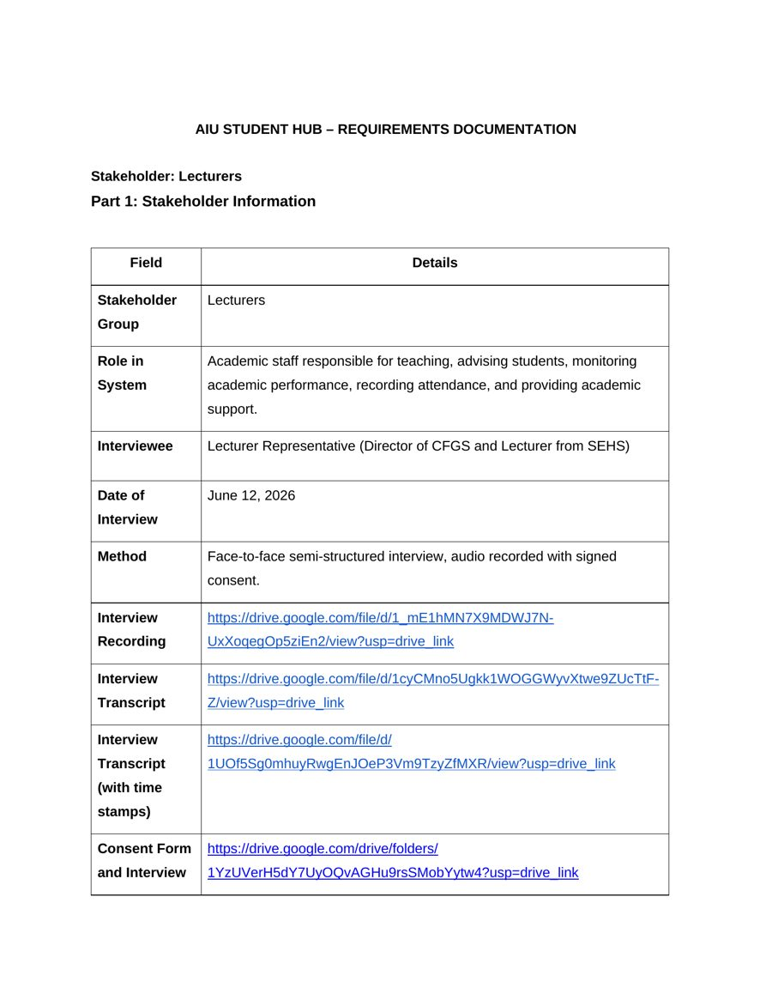 AIU STUDENT HUB – REQUIREMENTS DOCUMENTATION
Stakeholder: Lecturers
Part 1: Stakeholder Information
Field
Details
Stakeholder
Group
Lecturers
Role in
System
Academic staff responsible for teaching, advising students, monitoring
academic performance, recording attendance, and providing academic
support.
Interviewee
Lecturer Representative (Director of CFGS and Lecturer from SEHS)
Date of
Interview
June 12, 2026
Method
Face-to-face semi-structured interview, audio recorded with signed
consent.
Interview
Recording
https://drive.google.com/file/d/1_mE1hMN7X9MDWJ7N-
UxXoqegOp5ziEn2/view?usp=drive_link
Interview
Transcript
https://drive.google.com/file/d/1cyCMno5Ugkk1WOGGWyvXtwe9ZUcTtF-
Z/view?usp=drive_link
Interview
Transcript
(with time
stamps)
https://drive.google.com/file/d/
1UOf5Sg0mhuyRwgEnJOeP3Vm9TzyZfMXR/view?usp=drive_link
Consent Form
and Interview
https://drive.google.com/drive/folders/
1YzUVerH5dY7UyOQvAGHu9rsSMobYytw4?usp=drive_link